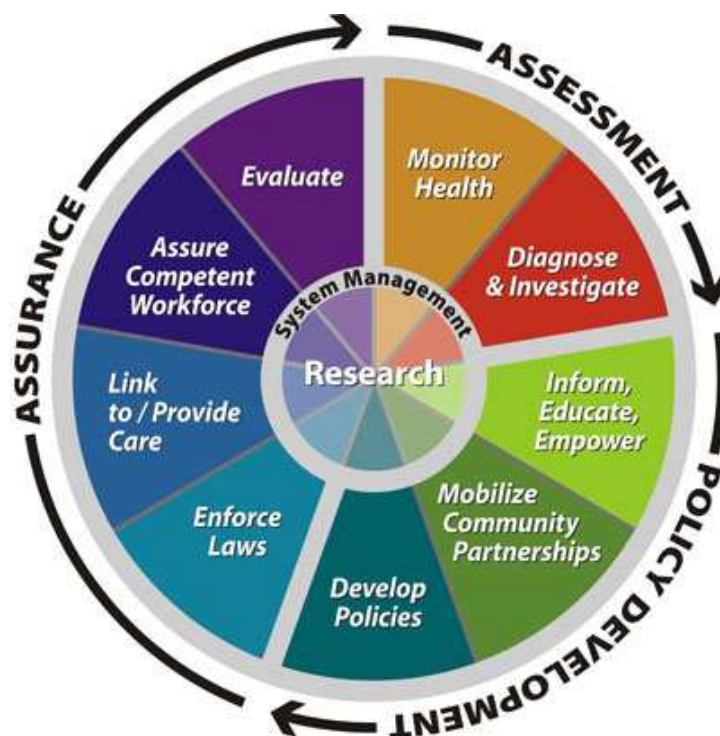 ASSESSMENT
POLICY DEVELOPMENT
ASSURANCE
Monitor
Health
Diagnose
& Investigate
Inform,
Educate,
Empower
Mobilize
Community
Partnerships
Develop
Policies
Enforce
Laws
Link
to / Provide
Care
Assure
Competent
Workforce
Evaluate
System Management
Research